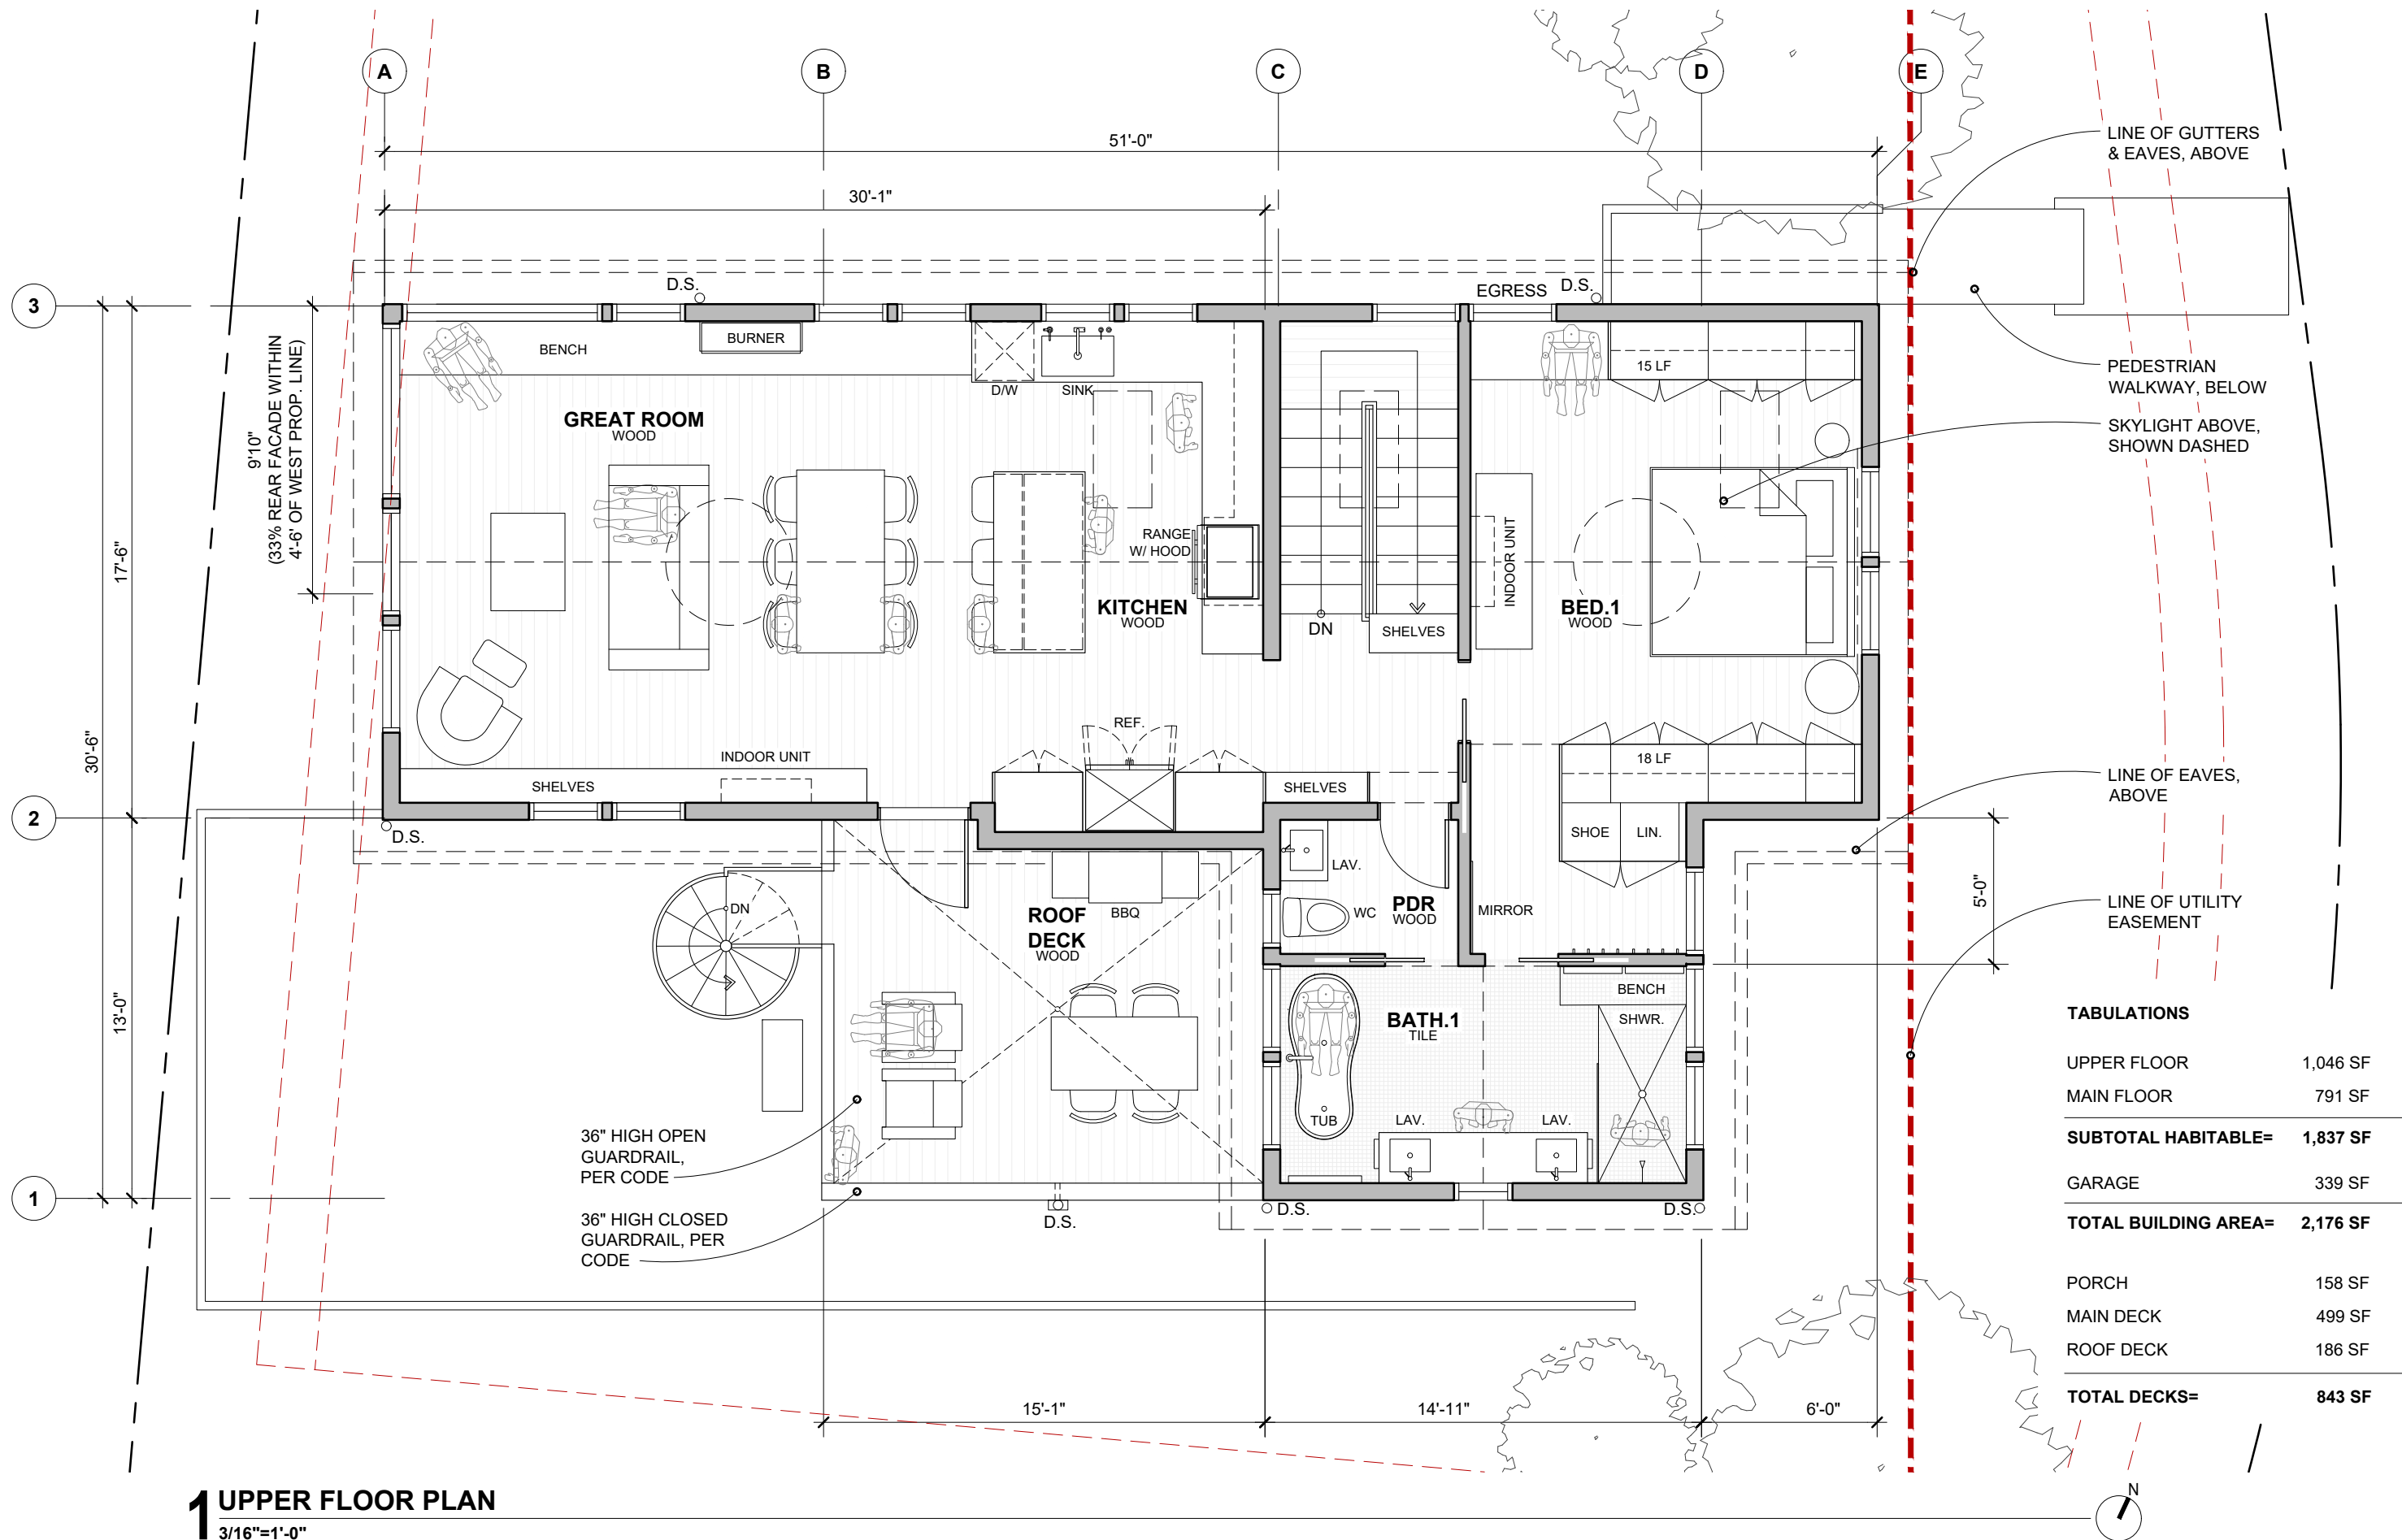 A
B
C
D
E
51'-0"
LINE OF GUTTERS
& EAVES, ABOVE
30'-1"
3
D.S.
EGRESS
D.S.
BENCH
BURNER
D/W
SINK
15 LF
PEDESTRIAN
WALKWAY, BELOW
9'10"
(33% REAR FACADE WITHIN
4'-6' OF WEST PROP. LINE)
GREAT ROOM
WOOD
SKYLIGHT ABOVE,
SHOWN DASHED
17'-6"
RANGE
W/ HOOD
INDOOR UNIT
KITCHEN
WOOD
BED.1
WOOD
DN
SHELVES
30'-6"
REF.
INDOOR UNIT
SHELVES
SHELVES
18 LF
LINE OF EAVES,
ABOVE
2
D.S.
SHOE
LIN.
LAV.
5'-0"
DN
ROOF
DECK
WOOD
BBQ
WC
PDR
WOOD
MIRROR
LINE OF UTILITY
EASEMENT
13'-0"
BENCH
BATH.1
TILE
SHWR.
TUB
LAV.
LAV.
36" HIGH OPEN
GUARDRAIL,
PER CODE
36" HIGH CLOSED
GUARDRAIL, PER
CODE
1
D.S.
D.S.
D.S.
TABULATIONS
UPPER FLOOR 1,046 SF
MAIN FLOOR 791 SF
SUBTOTAL HABITABLE= 1,837 SF
GARAGE 339 SF
TOTAL BUILDING AREA= 2,176 SF
PORCH 158 SF
MAIN DECK 499 SF
ROOF DECK 186 SF
TOTAL DECKS= 843 SF
15'-1"
14'-11"
6'-0"
1 UPPER FLOOR PLAN
3/16"=1'-0"
N